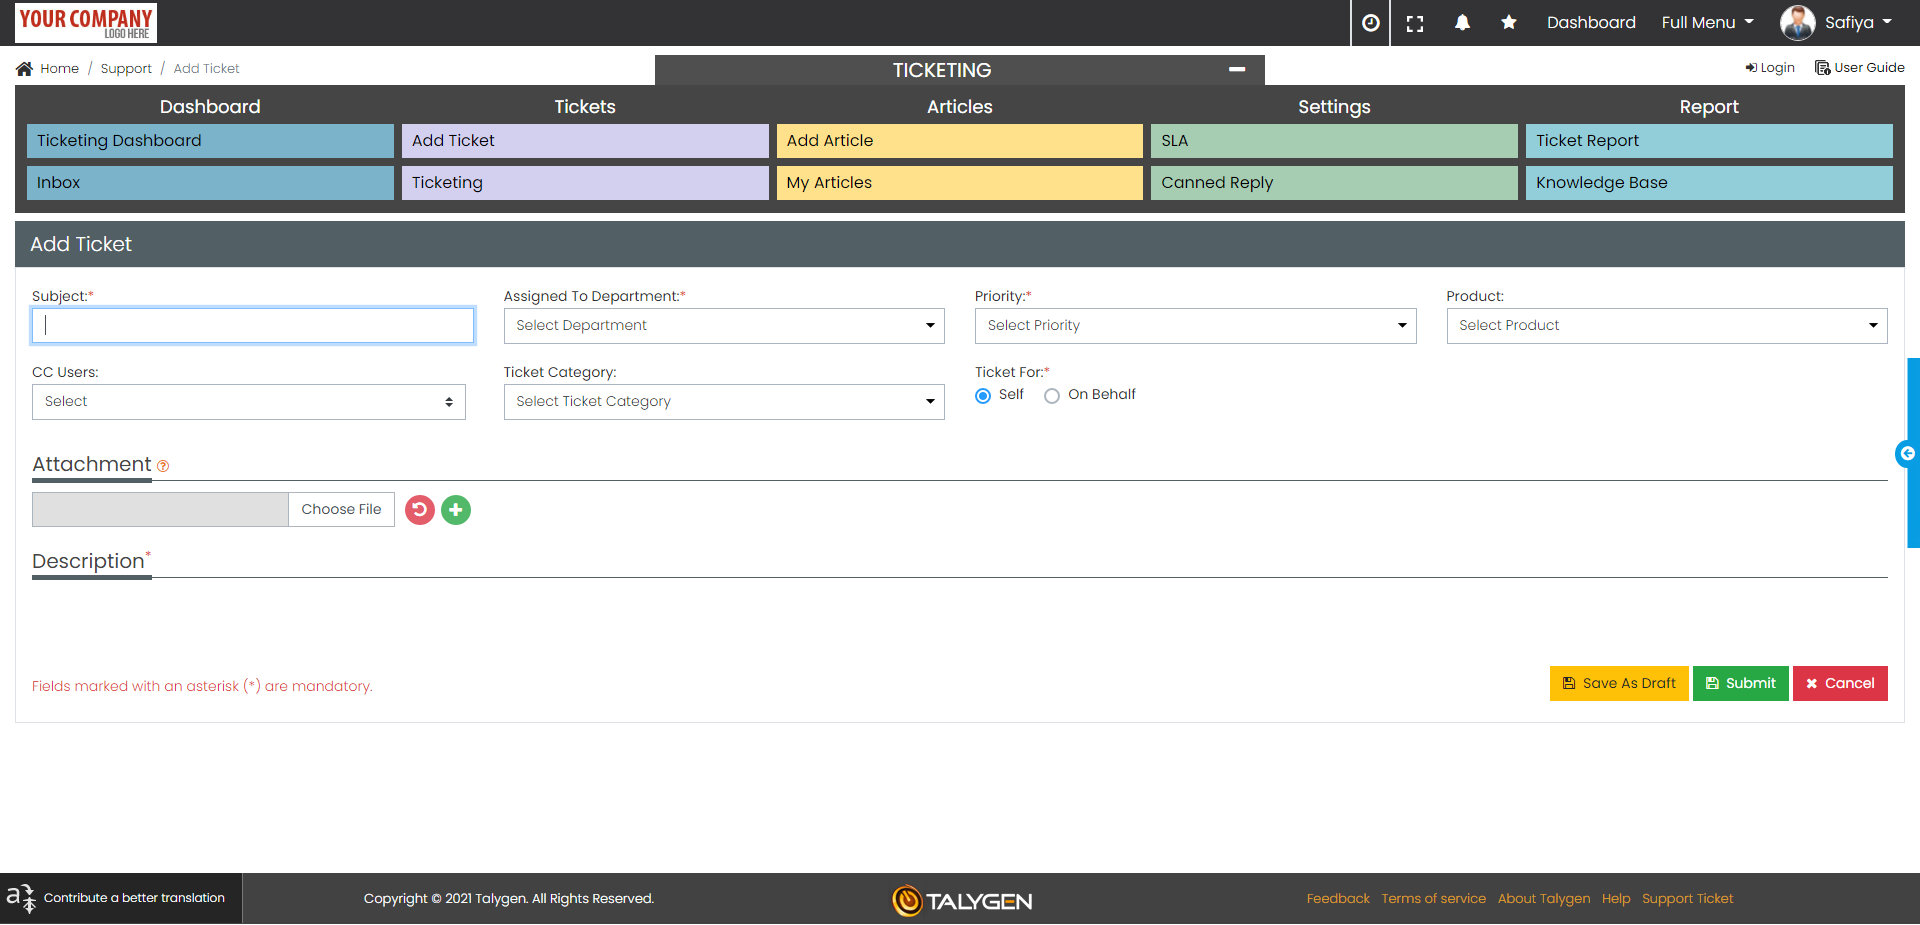 YOUR COMPANY
LOGO HERE
Dashboard Full Menu Safiya
Home / Support / Add Ticket
TICKETING
Login User Guide
Dashboard Tickets Articles Settings Report
Ticketing Dashboard Add Ticket Add Article SLA Ticket Report
Inbox Ticketing My Articles Canned Reply Knowledge Base
Add Ticket
Subject:* Assigned To Department:* Priority:* Product:
Select Department Select Priority Select Product
CC Users: Ticket Category: Ticket For:*
Select Select Ticket Category Self On Behalf
Attachment
Choose File
Description*
Fields marked with an asterisk (*) are mandatory.
Save As Draft Submit Cancel
Contribute a better translation
Copyright © 2021 Talygen. All Rights Reserved.
TALYGEN
Feedback Terms of service About Talygen Help Support Ticket